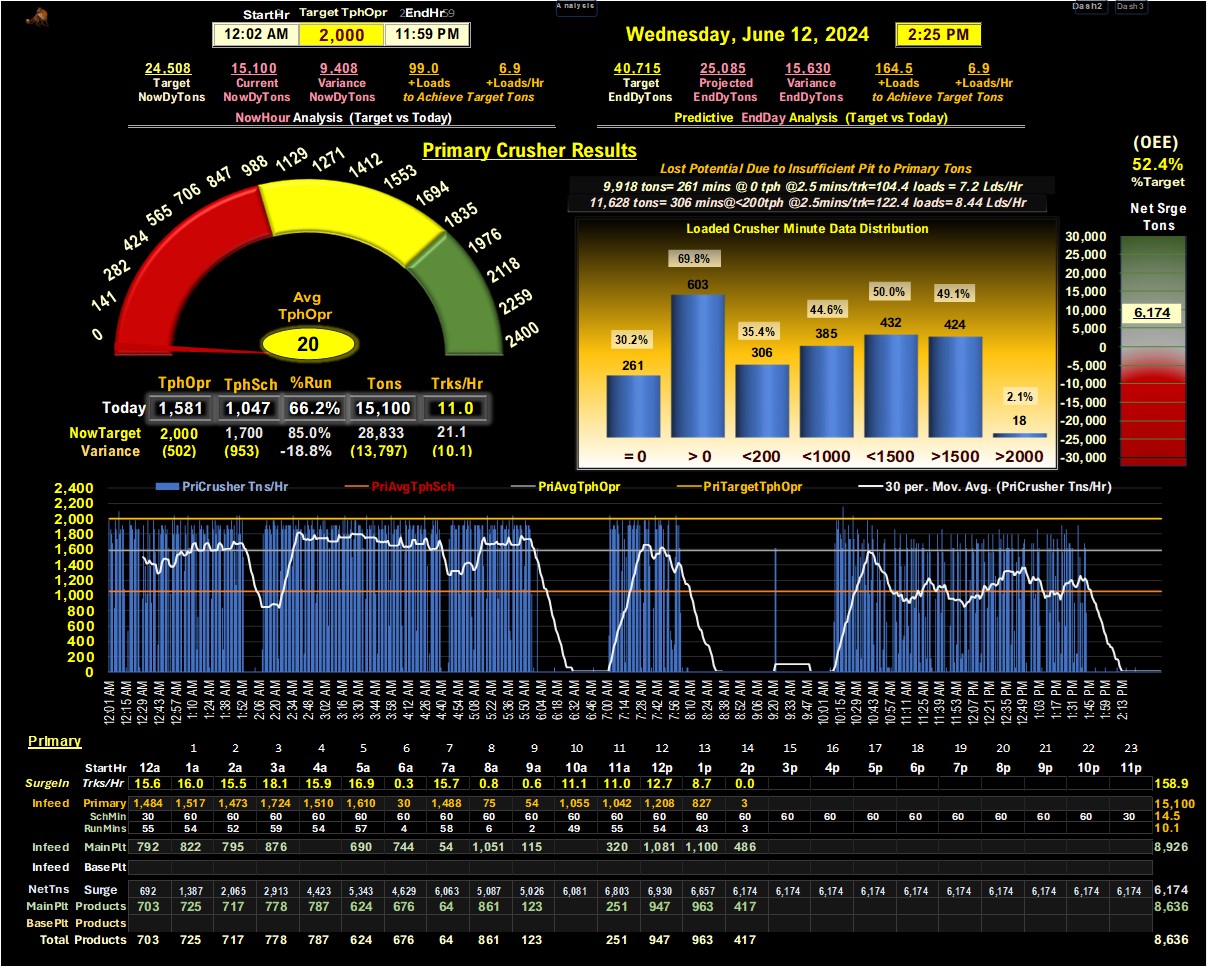 Analysis
Dash2 Dash3
StartHr Target TphOpr EndHr
12:02 AM 2,000 11:59 PM
Wednesday, June 12, 2024 2:25 PM
24,508 15,100 9,408 99.0 6.9
Target Current Variance +Loads +Loads/Hr
NowDyTons NowDyTons NowDyTons to Achieve Target Tons
NowHour Analysis (Target vs Today)
40,715 25,085 15,630 164.5 6.9
Target Projected Variance +Loads +Loads/Hr
EndDyTons EndDyTons EndDyTons to Achieve Target Tons
Predictive EndDay Analysis (Target vs Today)
Primary Crusher Results
0 141 282 424 565 706 847 988 1129 1271 1412 1553 1694 1835 1976 2118 2259 2400
Avg
TphOpr
20
TphOpr TphSch %Run Tons Trks/Hr
Today 1,581 1,047 66.2% 15,100 11.0
NowTarget 2,000 1,700 85.0% 28,833 21.1
Variance (502) (953) -18.8% (13,797) (10.1)
Lost Potential Due to Insufficient Pit to Primary Tons
9,918 tons= 261 mins @ 0 tph @2.5 mins/trk=104.4 loads = 7.2 Lds/Hr
11,628 tons= 306 mins@<200tph @2.5mins/trk=122.4 loads= 8.44 Lds/Hr
Loaded Crusher Minute Data Distribution
30.2% 69.8% 35.4% 44.6% 50.0% 49.1% 2.1%
261 603 306 385 432 424 18
= 0 > 0 <200 <1000 <1500 >1500 >2000
(OEE)
52.4%
%Target
Net Srge
Tons
30,000
25,000
20,000
15,000
10,000
5,000
0
-5,000
-10,000
-15,000
-20,000
-25,000
-30,000
6,174
PriCrusher Tns/Hr PriAvgTphSch PriAvgTphOpr PriTargetTphOpr 30 per. Mov. Avg. (PriCrusher Tns/Hr)
2,400
2,200
2,000
1,800
1,600
1,400
1,200
1,000
800
600
400
200
0
12:01 AM 12:15 AM 12:29 AM 12:43 AM 12:57 AM 1:10 AM 1:24 AM 1:38 AM 1:52 AM 2:06 AM 2:20 AM 2:34 AM 2:48 AM 3:02 AM 3:16 AM 3:30 AM 3:44 AM 3:58 AM 4:12 AM 4:26 AM 4:40 AM 4:54 AM 5:08 AM 5:22 AM 5:36 AM 5:50 AM 6:04 AM 6:18 AM 6:32 AM 6:46 AM 7:00 AM 7:14 AM 7:28 AM 7:42 AM 7:56 AM 8:10 AM 8:24 AM 8:38 AM 8:52 AM 9:06 AM 9:20 AM 9:33 AM 9:47 AM 10:01 AM 10:15 AM 10:29 AM 10:43 AM 10:57 AM 11:11 AM 11:25 AM 11:39 AM 11:53 AM 12:07 PM 12:21 PM 12:35 PM 12:49 PM 1:03 PM 1:17 PM 1:31 PM 1:45 PM 1:59 PM 2:13 PM
Primary
1 2 3 4 5 6 7 8 9 10 11 12 13 14 15 16 17 18 19 20 21 22 23
StartHr 12a 1a 2a 3a 4a 5a 6a 7a 8a 9a 10a 11a 12p 1p 2p 3p 4p 5p 6p 7p 8p 9p 10p 11p
SurgeIn Trks/Hr 15.6 16.0 15.5 18.1 15.9 16.9 0.3 15.7 0.8 0.6 11.1 11.0 12.7 8.7 0.0 158.9
Infeed Primary 1,484 1,517 1,473 1,724 1,510 1,610 30 1,488 75 54 1,055 1,042 1,208 827 3 15,100
SchMin 30 60 60 60 60 60 60 60 60 60 60 60 60 60 60 60 60 60 60 60 60 60 60 30 14.5
RunMins 55 54 52 59 54 57 4 58 6 2 49 55 54 43 3 10.1
Infeed MainPlt 792 822 795 876 690 744 54 1,051 115 320 1,081 1,100 486 8,926
Infeed BasePlt
NetTns Surge 692 1,387 2,065 2,913 4,423 5,343 4,629 6,063 5,087 5,026 6,081 6,803 6,930 6,657 6,174 6,174 6,174 6,174 6,174 6,174 6,174 6,174 6,174 6,174 6,174
MainPlt Products 703 725 717 778 787 624 676 64 861 123 251 947 963 417 8,636
BasePlt Products
Total Products 703 725 717 778 787 624 676 64 861 123 251 947 963 417 8,636